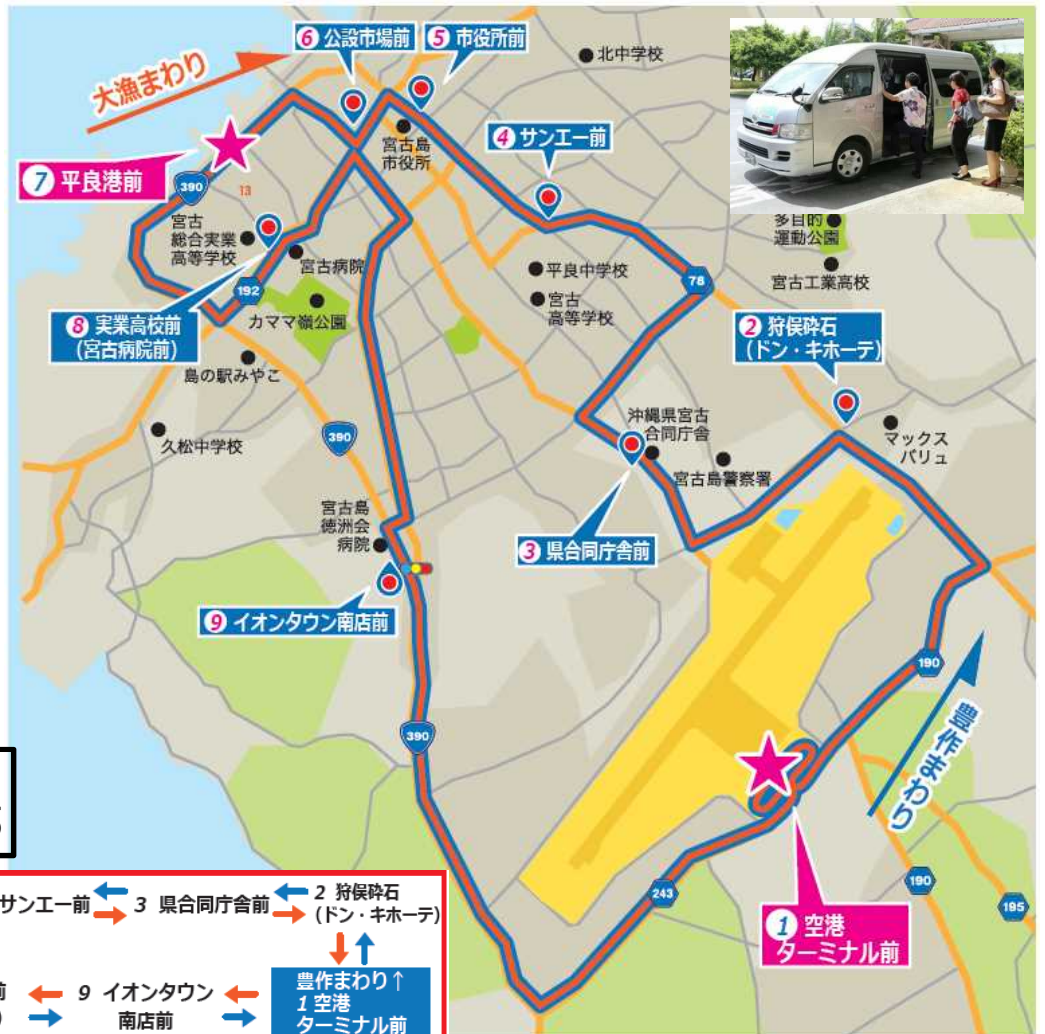 大漁まわり
6 公設市場前
5 市役所前
北中学校
4 サンエー前
宮古島
市役所
7 平良港前
390
13
宮古
総合実業
高等学校
宮古病院
192
カママ嶺公園
8 実業高校前
(宮古病院前)
島の駅みやこ
久松中学校
390
平良中学校
宮古
高等学校
78
多目的
運動公園
宮古工業高校
2 狩俣砕石
(ドン・キホーテ)
マックス
バリュ
沖縄県宮古
合同庁舎
宮古島警察署
3 県合同庁舎前
宮古島
徳洲会
病院
9 イオンタウン南店前
390
190
豊作まわり
243
190
195
1 空港
ターミナル前
サンエー前
3 県合同庁舎前
2 狩俣砕石
(ドン・キホーテ)
前
9 イオンタウン
南店前
豊作まわり↑
1 空港
ターミナル前